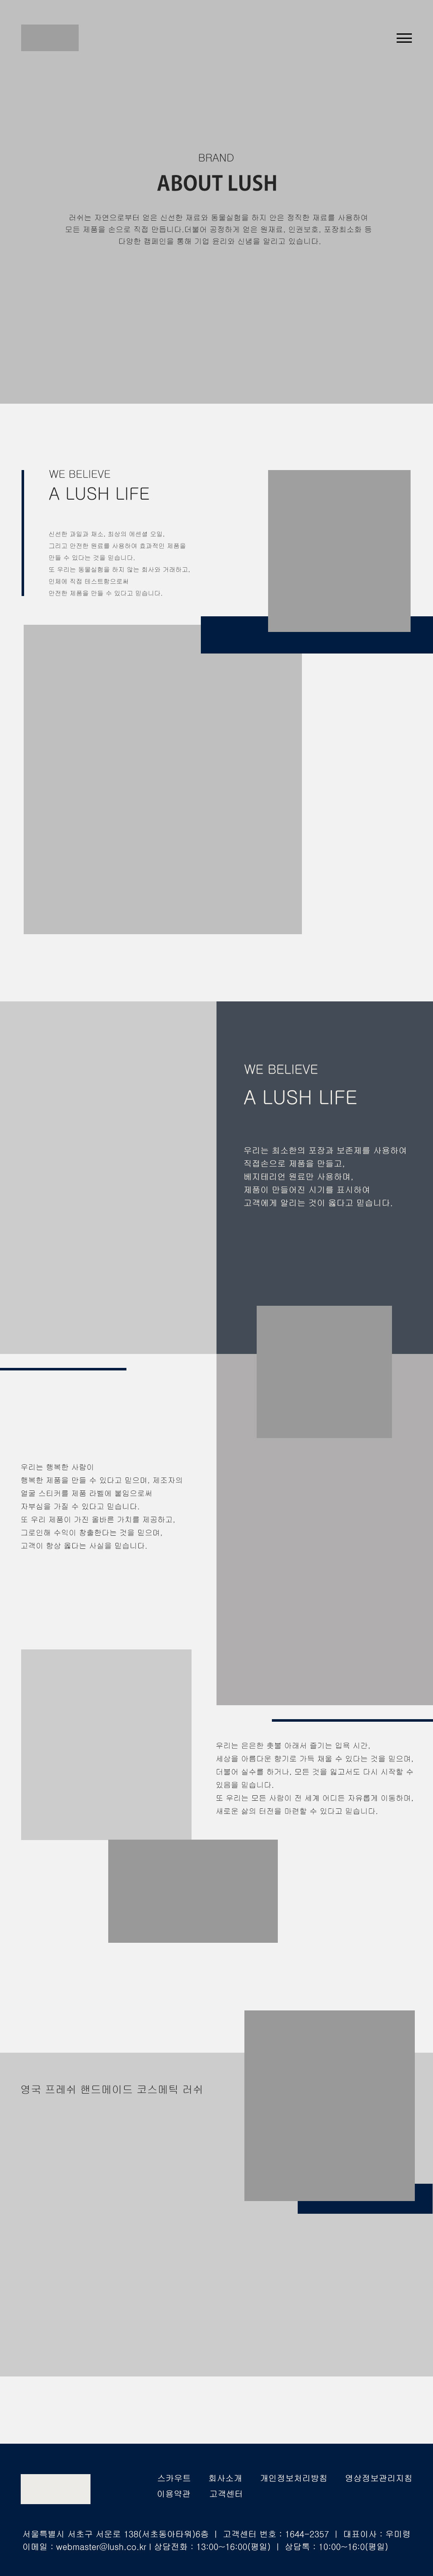 BRAND
ABOUT LUSH
러쉬는 자연으로부터 얻은 신선한 재료와 동물실험을 하지 안은 정직한 재료를 사용하여
모든 제품을 손으로 직접 만듭니다.더불어 공정하게 얻은 원재료, 인권보호, 포장최소화 등
다양한 캠페인을 통해 기업 윤리와 신념을 알리고 있습니다.
WE BELIEVE
A LUSH LIFE
신선한 과일과 채소, 최상의 에센셜 오일,
그리고 안전한 원료를 사용하여 효과적인 제품을
만들 수 있다는 것을 믿습니다.
또 우리는 동물실험을 하지 않는 회사와 거래하고,
인체에 직접 테스트함으로써
안전한 제품을 만들 수 있다고 믿습니다.
WE BELIEVE
A LUSH LIFE
우리는 최소한의 포장과 보존제를 사용하여
직접손으로 제품을 만들고,
베지테리언 원료만 사용하며,
제품이 만들어진 시기를 표시하여
고객에게 알리는 것이 옳다고 믿습니다.
우리는 행복한 사람이
행복한 제품을 만들 수 있다고 믿으며, 제조자의
얼굴 스티커를 제품 라벨에 붙임으로써
자부심을 가질 수 있다고 믿습니다.
또 우리 제품이 가진 올바른 가치를 제공하고,
그로인해 수익이 창출한다는 것을 믿으며,
고객이 항상 옳다는 사실을 믿습니다.
우리는 은은한 촛불 아래서 즐기는 입욕 시간,
세상을 아름다운 향기로 가득 채울 수 있다는 것을 믿으며,
더불어 실수를 하거나, 모든 것을 잃고서도 다시 시작할 수
있음을 믿습니다.
또 우리는 모든 사람이 전 세계 어디든 자유롭게 이동하며,
새로운 삶의 터전을 마련할 수 있다고 믿습니다.
영국 프레쉬 핸드메이드 코스메틱 러쉬
스카우트 회사소개 개인정보처리방침 영상정보관리지침
이용약관 고객센터
서울특별시 서초구 서운로 138(서초동아타워)6층 | 고객센터 번호 : 1644-2357 | 대표이사 : 우미령
이메일 : webmaster@lush.co.kr l 상담전화 : 13:00~16:00(평일) | 상담톡 : 10:00~16:0(평일)